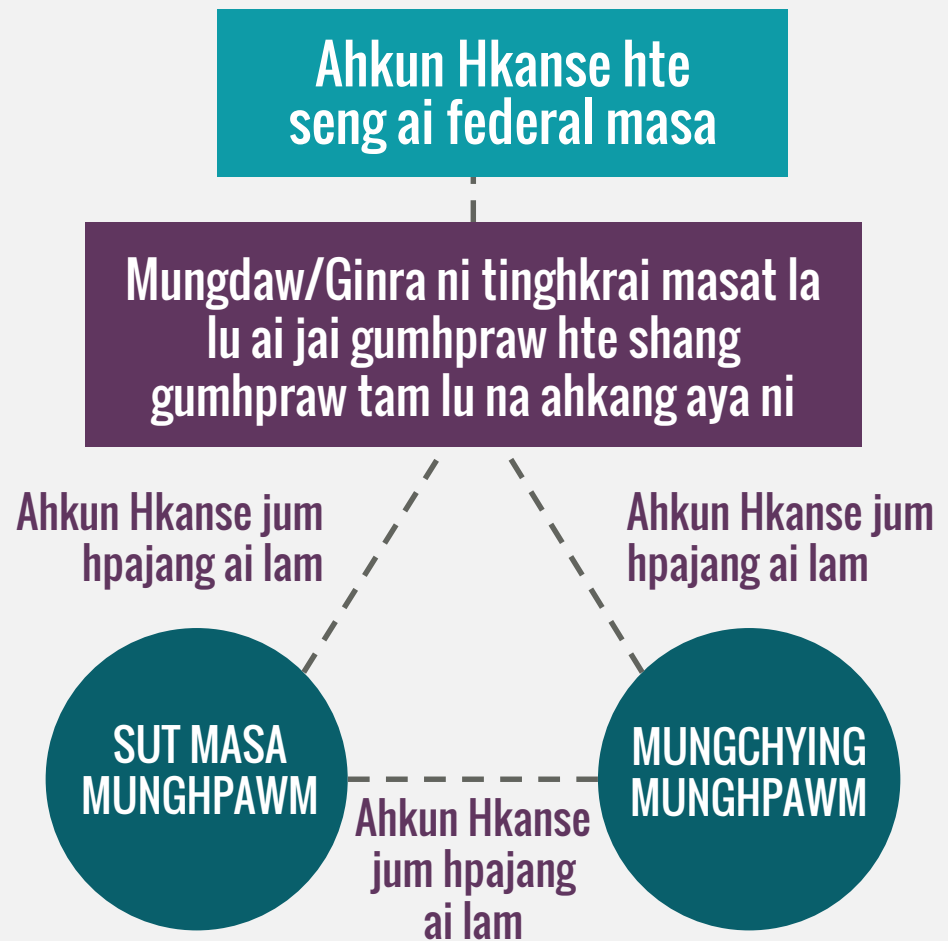 Ahkun Hkanse hte
seng ai federal masa
Mungdaw/Ginra ni tinghkrai masat la
lu ai jai gumhpraw hte shang
gumhpraw tam lu na ahkang aya ni
Ahkun Hkanse jum
hpajang ai lam
Ahkun Hkanse jum
hpajang ai lam
SUT MASA
MUNGHPAWM
MUNGCHYING
MUNGHPAWM
Ahkun Hkanse
jum hpajang
ai lam